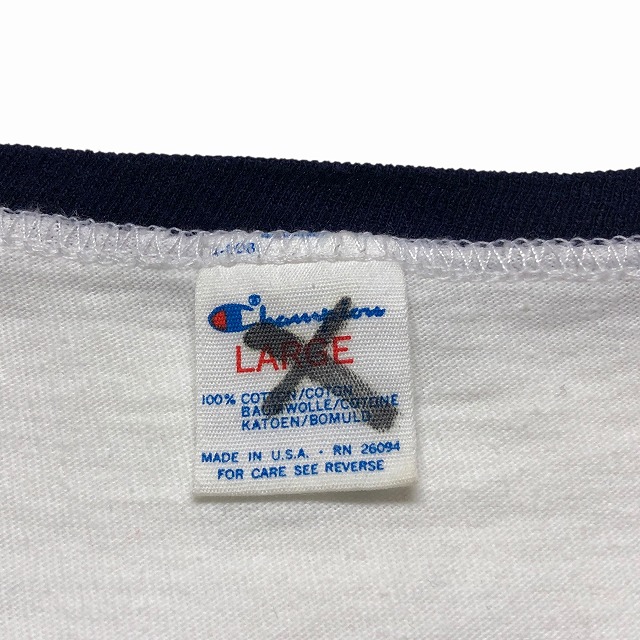 Champion®
LARGE
100% COTTON/COTON
BAUMWOLLE/COTONE
KATOEN/BOMULD
MADE IN U.S.A. - RN 26094
FOR CARE SEE REVERSE